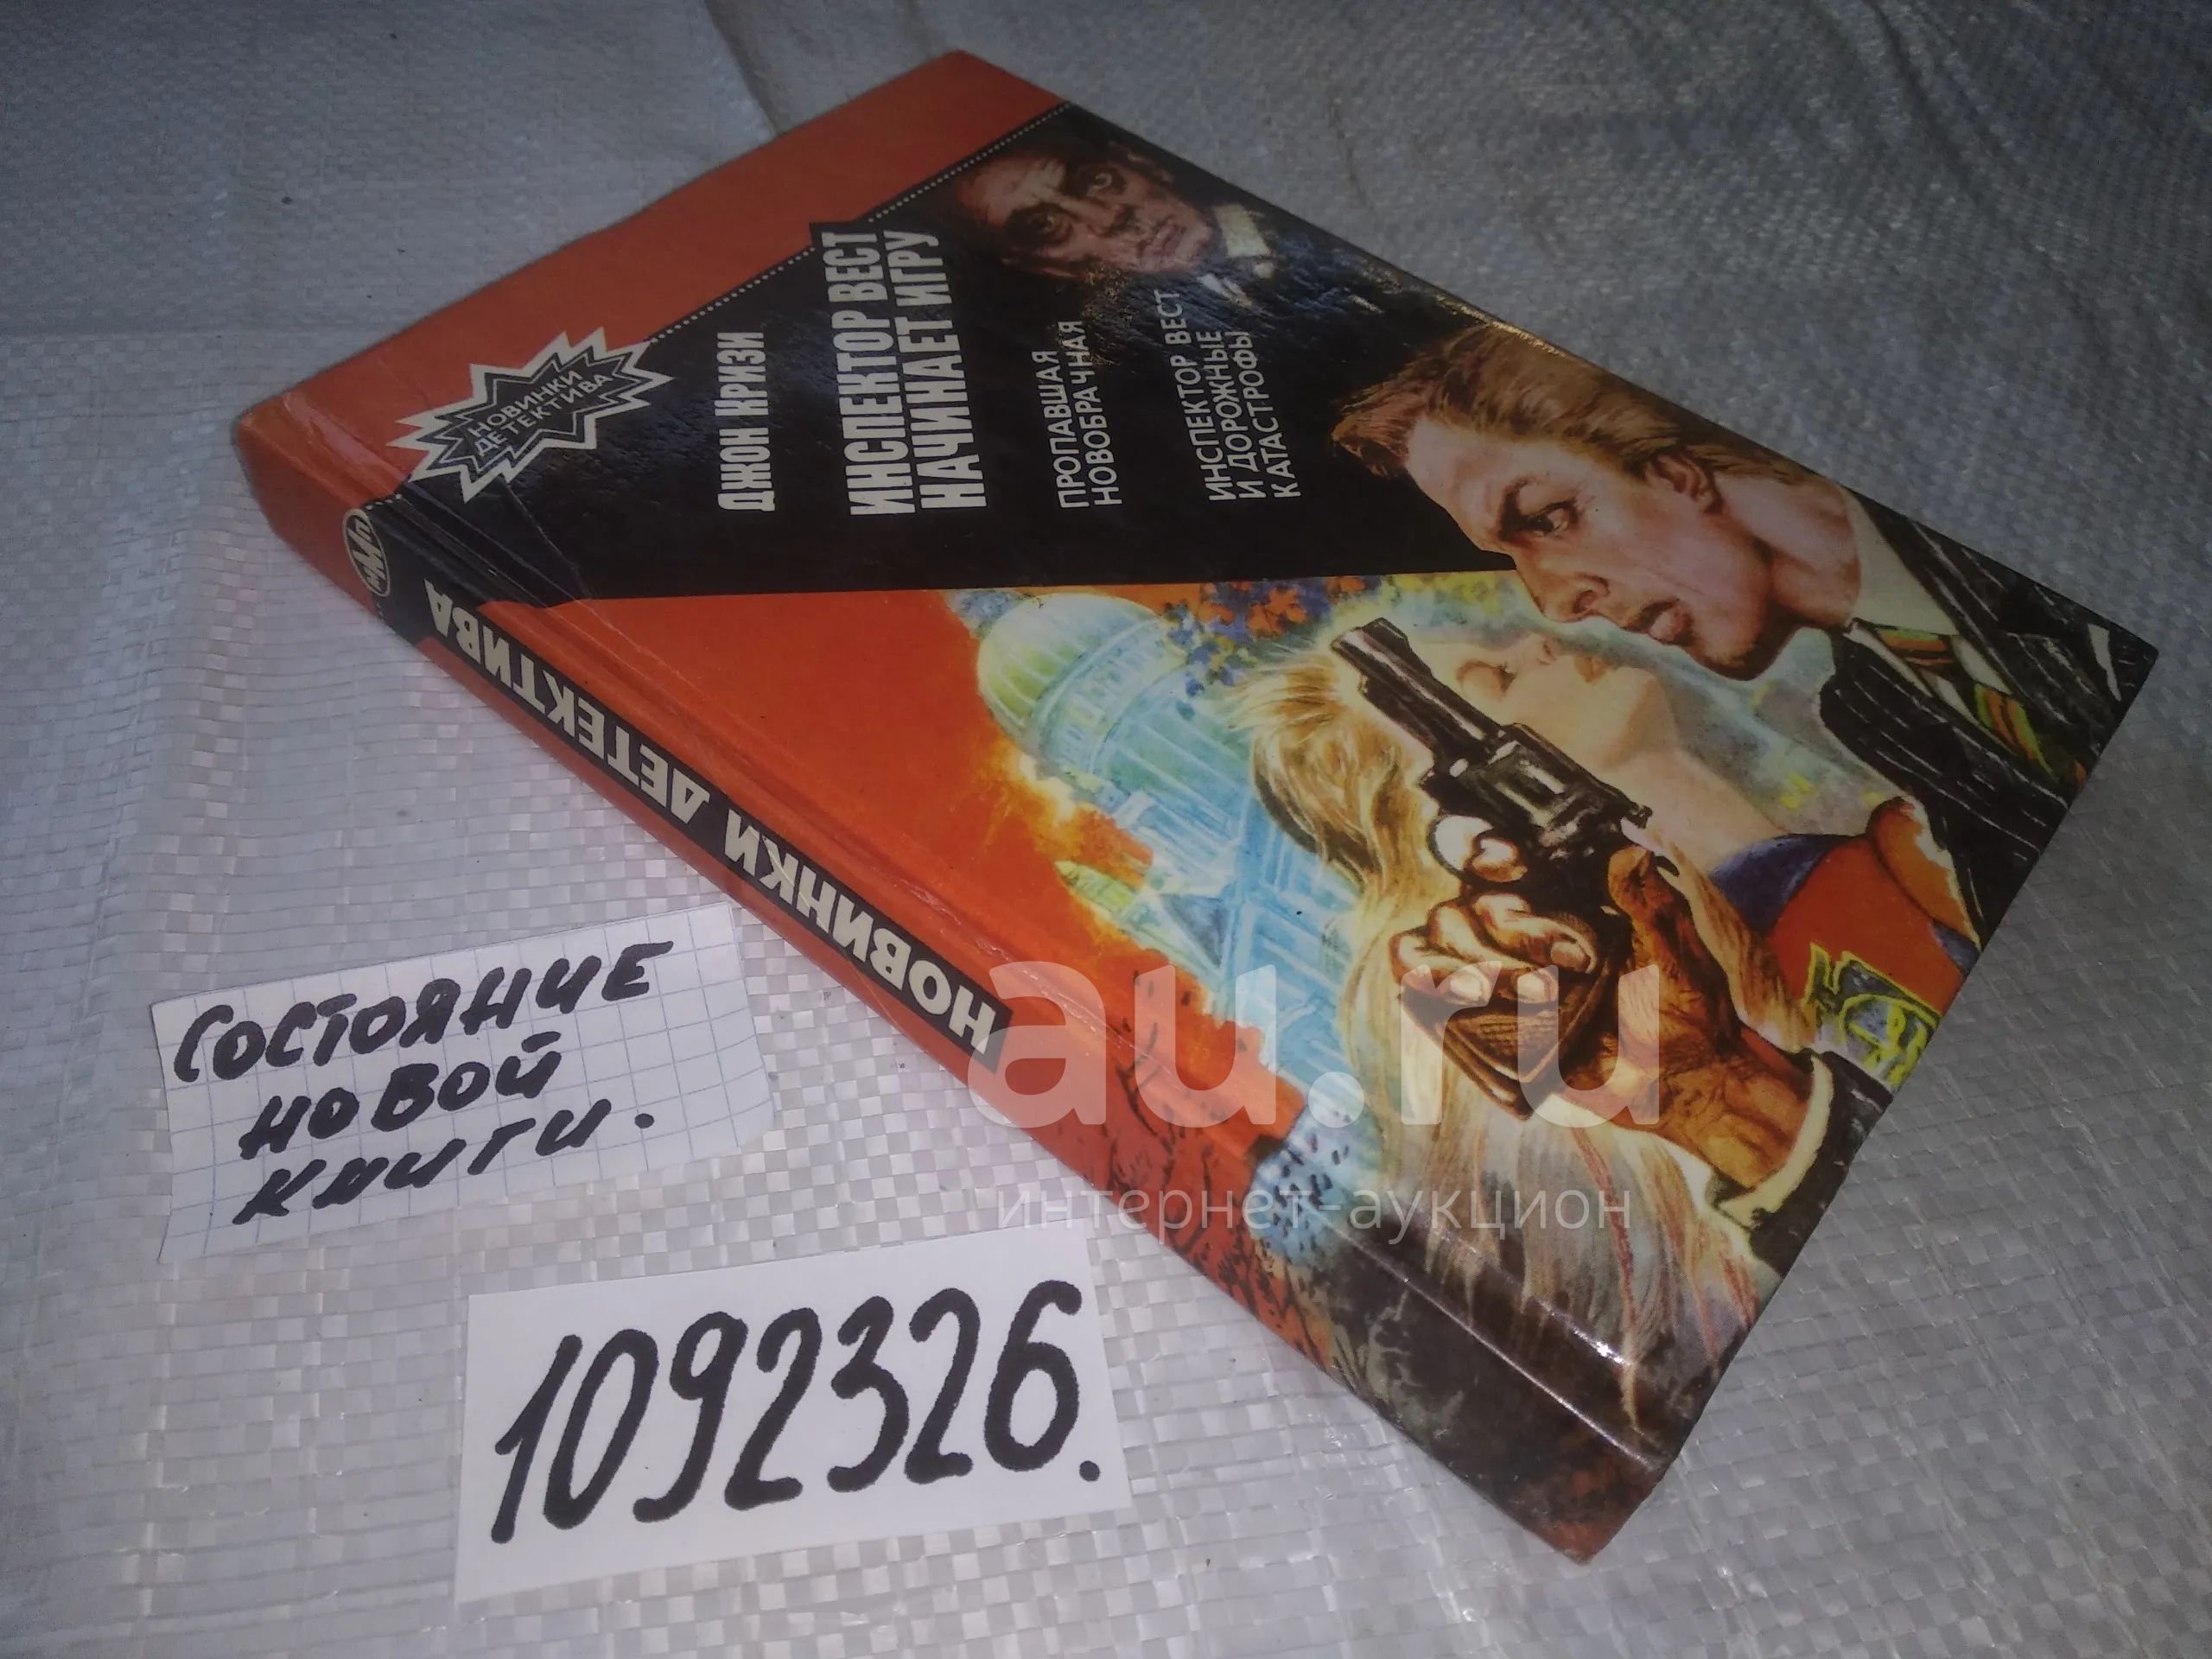 НОВИНКИ
ДЕТЕКТИВА
ДЖОН КРИЗИ
ИНСПЕКТОР ВЕСТ
НАЧИНАЕТ ИГРУ
ПРОПАВШАЯ
НОВОБРАЧНАЯ
ИНСПЕКТОР ВЕСТ
И ДОРОЖНЫЕ
КАТАСТРОФЫ
НОВИНКИ ДЕТЕКТИВА
СОСТОЯНИЕ
НОВОЙ
КНИГИ.
1092326.
au.ru
интернет-аукцион